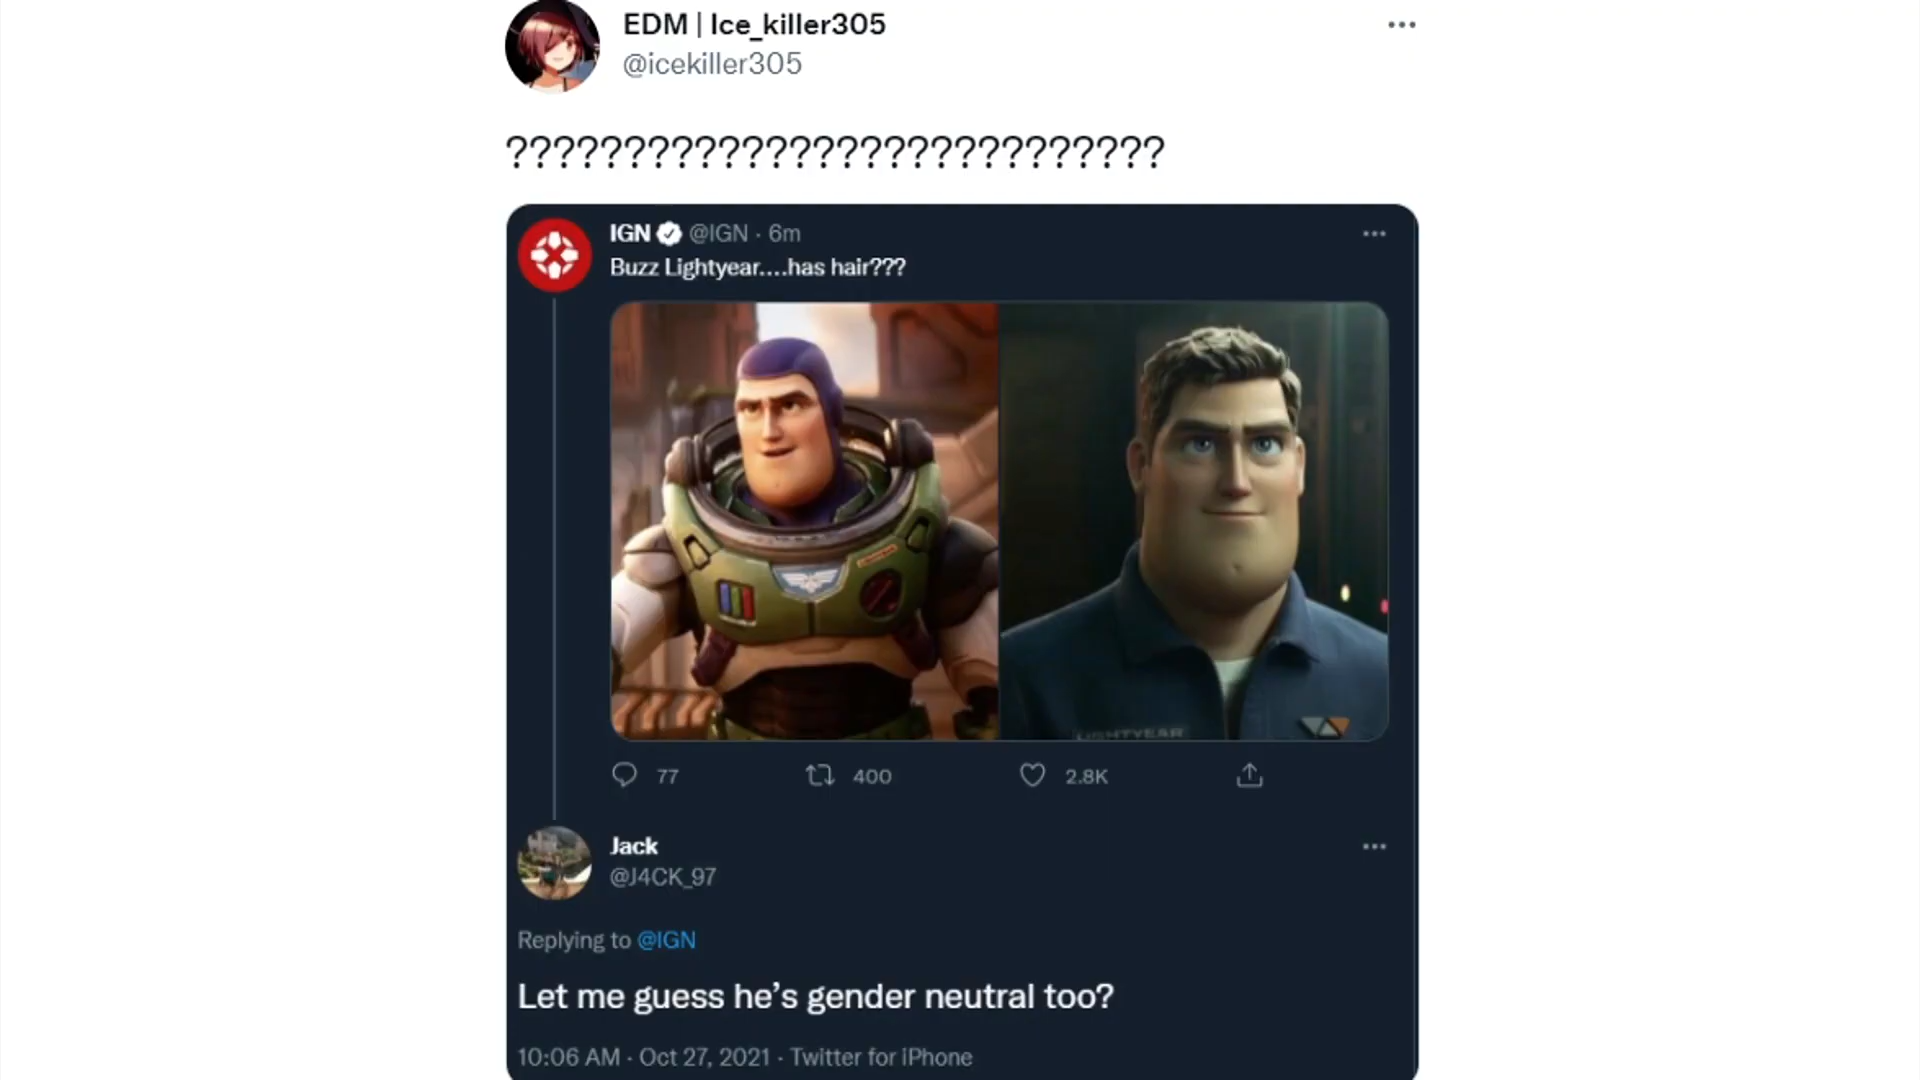 EDM | Ice_killer305
@icekiller305
????????????????????????????
IGN @IGN · 6m
Buzz Lightyear....has hair???
LIGHTYEAR
77 400 2.8K
Jack
@J4CK_97
Replying to @IGN
Let me guess he’s gender neutral too?
10:06 AM · Oct 27, 2021 · Twitter for iPhone